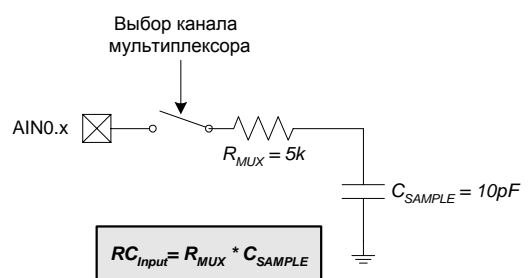 Выбор канала
мультиплексора
AIN0.x
R_MUX = 5k
C_SAMPLE = 10pF
RC_Input= R_MUX * C_SAMPLE